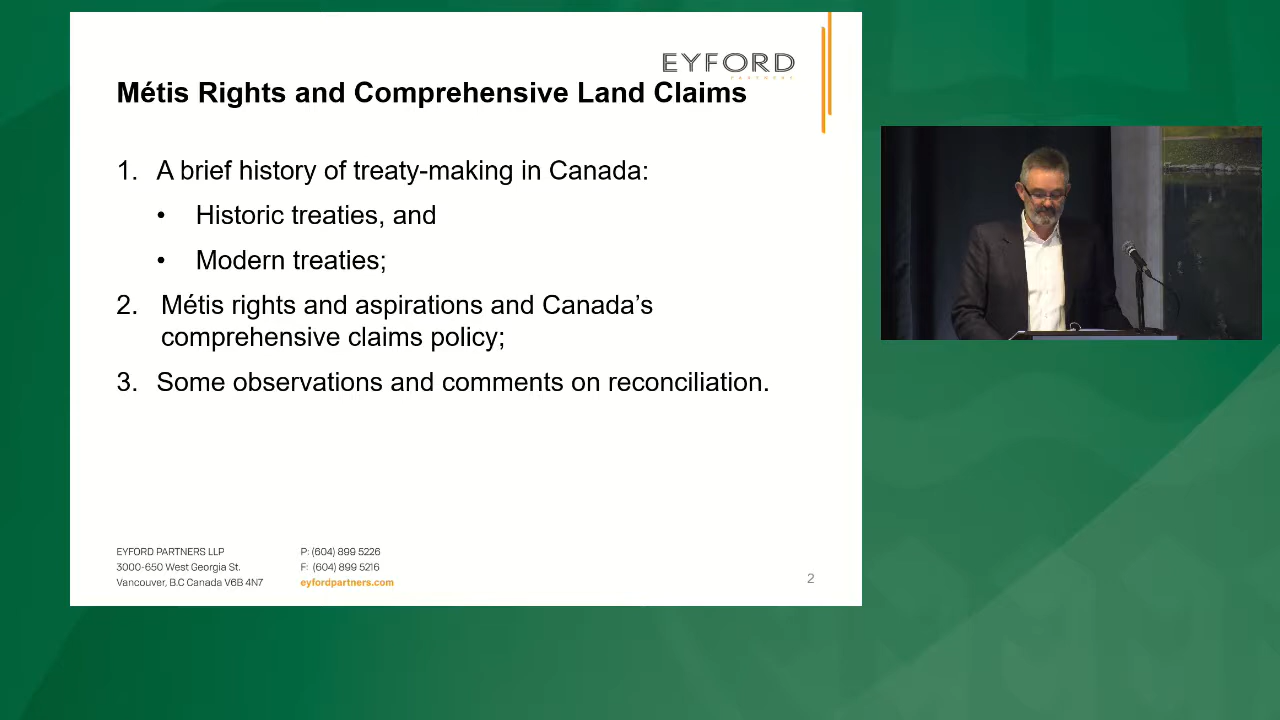 EYFORD
PARTNERS
Métis Rights and Comprehensive Land Claims
1. A brief history of treaty-making in Canada:
• Historic treaties, and
• Modern treaties;
2. Métis rights and aspirations and Canada’s
comprehensive claims policy;
3. Some observations and comments on reconciliation.
EYFORD PARTNERS LLP
3000-650 West Georgia St.
Vancouver, B.C Canada V6B 4N7
P: (604) 899 5226
F: (604) 899 5216
eyfordpartners.com
2